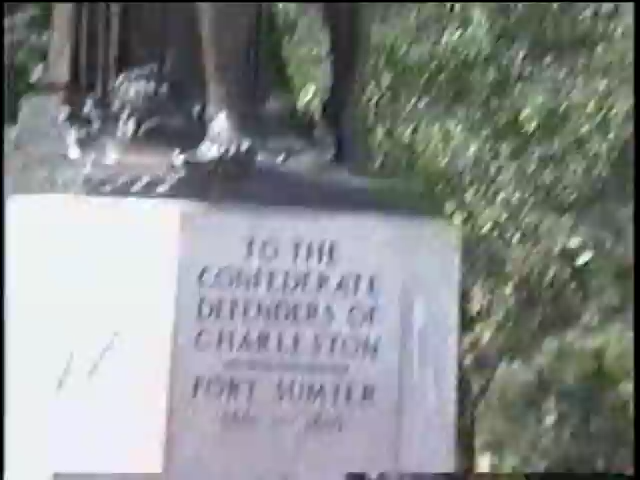 TO THE
CONFEDERATE
DEFENDERS OF
CHARLESTON
FORT SUMTER